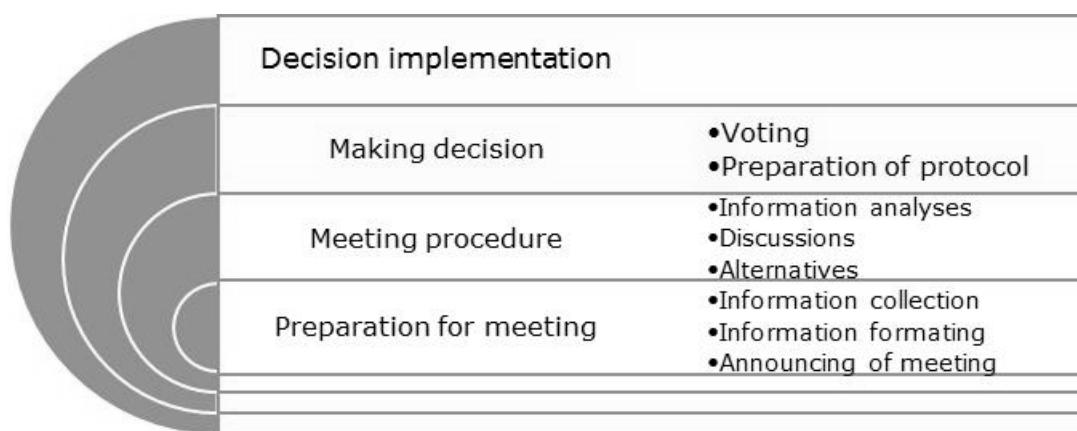 Decision implementation
Making decision
•Voting
•Preparation of protocol
Meeting procedure
•Information analyses
•Discussions
•Alternatives
Preparation for meeting
•Information collection
•Information formating
•Announcing of meeting